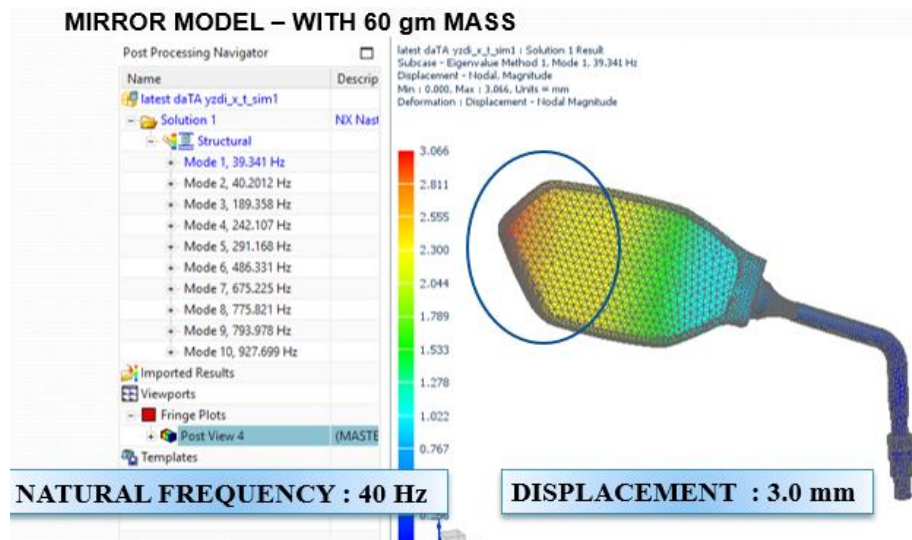 MIRROR MODEL – WITH 60 gm MASS
Post Processing Navigator
Name Descrip
latest daTA yzdi_x_t_sim1
Solution 1 NX Nast
Structural
Mode 1, 39.341 Hz
Mode 2, 40.2012 Hz
Mode 3, 189.358 Hz
Mode 4, 242.107 Hz
Mode 5, 291.168 Hz
Mode 6, 486.331 Hz
Mode 7, 675.225 Hz
Mode 8, 775.821 Hz
Mode 9, 793.978 Hz
Mode 10, 927.699 Hz
Imported Results
Viewports
Fringe Plots
Post View 4 (MASTE
Templates
latest daTA yzdi_x_t_sim1 : Solution 1 Result
Subcase - Eigenvalue Method 1, Mode 1, 39.341 Hz
Displacement - Nodal, Magnitude
Min : 0.000, Max : 3.066, Units = mm
Deformation : Displacement - Nodal Magnitude
3.066
2.811
2.555
2.300
2.044
1.789
1.533
1.278
1.022
0.767
NATURAL FREQUENCY : 40 Hz
DISPLACEMENT : 3.0 mm